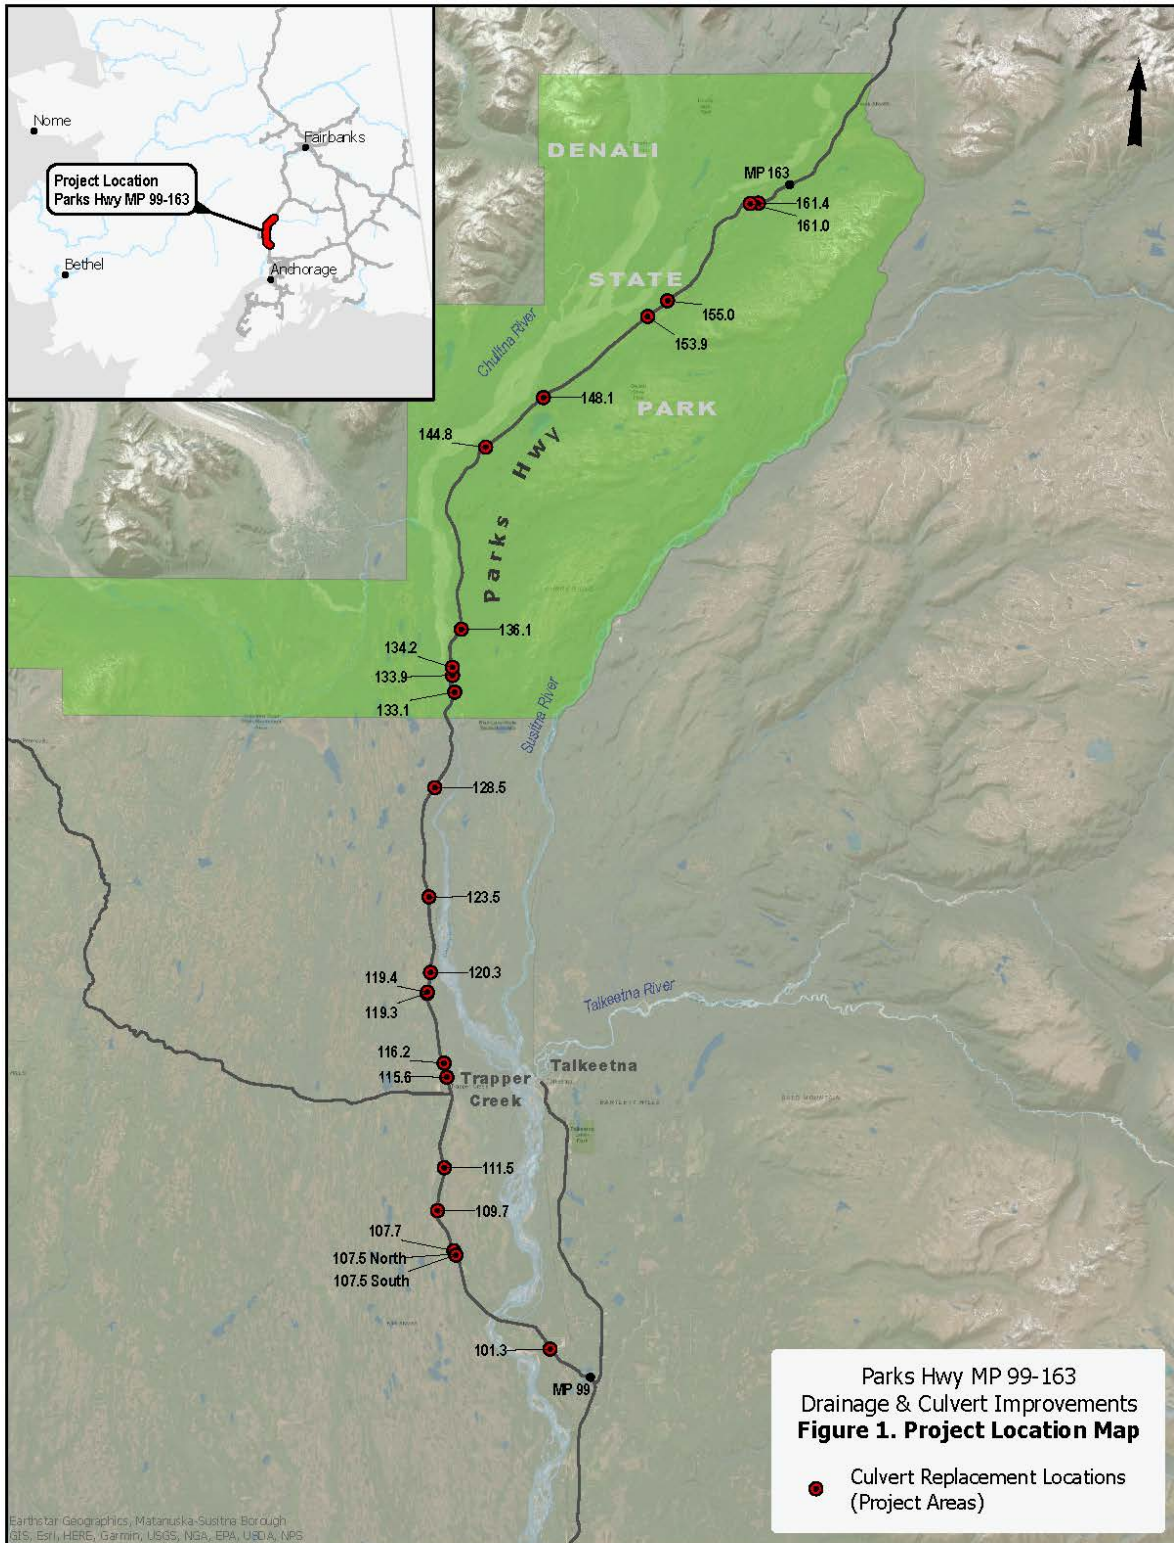 Nome
Fairbanks
Project Location
Parks Hwy MP 99-163
Bethel
Anchorage
DENALI
MP 163
161.4
161.0
STATE
155.0
153.9
Chulitna River
148.1
PARK
144.8
Parks Hwy
136.1
134.2
133.9
133.1
Susitna River
128.5
123.5
120.3
119.4
119.3
Talkeetna River
116.2
115.6
Talkeetna
Trapper
Creek
BARTLETT HILLS
BALD MOUNTAIN
111.5
109.7
107.7
107.5 North
107.5 South
101.3
MP 99
Parks Hwy MP 99-163
Drainage & Culvert Improvements
Figure 1. Project Location Map
Culvert Replacement Locations
(Project Areas)
Earthstar Geographics, Matanuska-Susitna Borough
GIS, Esri, HERE, Garmin, USGS, NGA, EPA, USDA, NPS